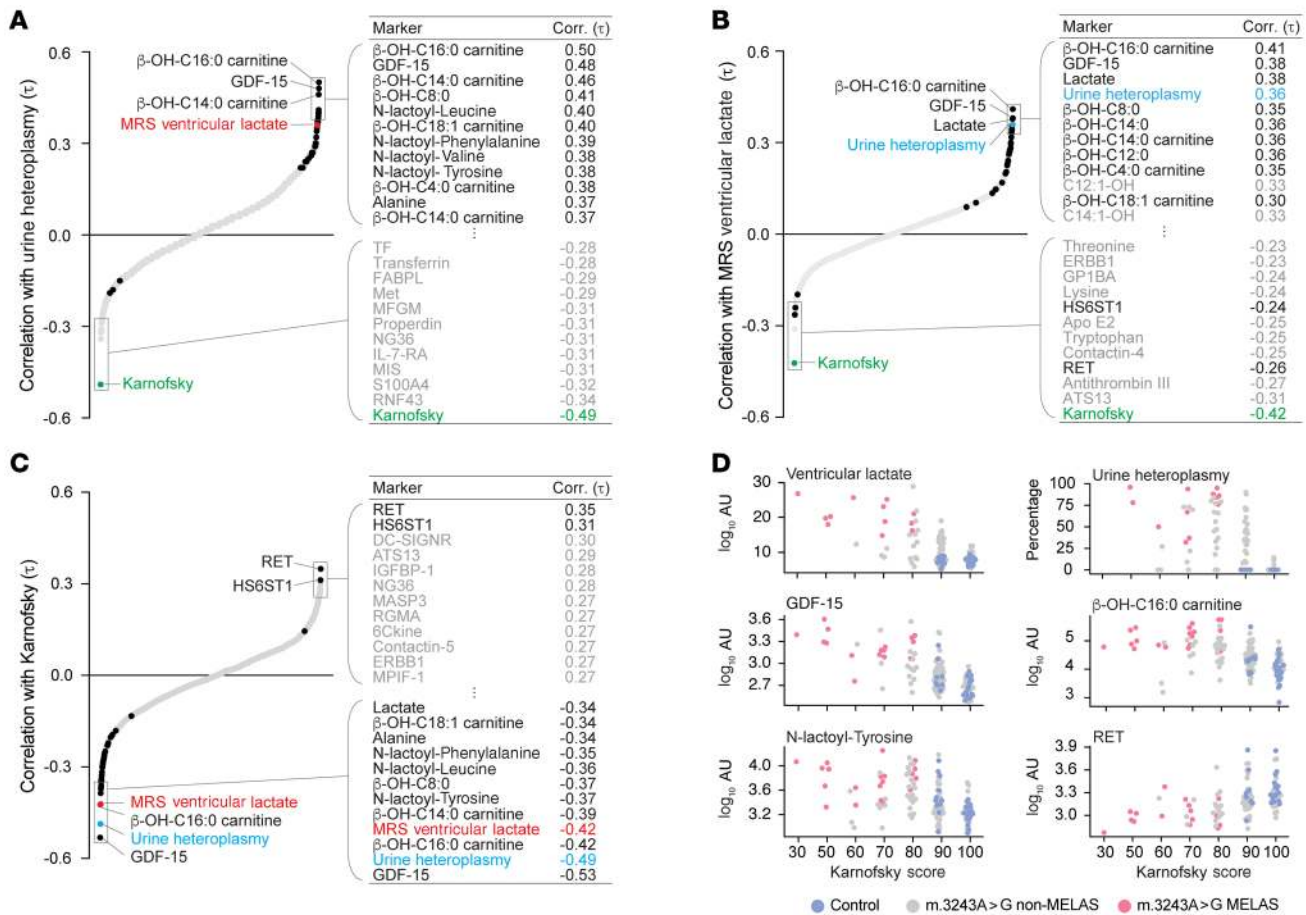 A
Correlation with urine heteroplasmy (τ)
0.6
0.3
0.0
-0.3
-0.6
β-OH-C16:0 carnitine
GDF-15
β-OH-C14:0 carnitine
MRS ventricular lactate
Karnofsky
Marker Corr. (τ)
β-OH-C16:0 carnitine 0.50
GDF-15 0.48
β-OH-C14:0 carnitine 0.46
β-OH-C8:0 0.41
N-lactoyl-Leucine 0.40
β-OH-C18:1 carnitine 0.40
N-lactoyl-Phenylalanine 0.39
N-lactoyl-Valine 0.38
N-lactoyl- Tyrosine 0.38
β-OH-C4:0 carnitine 0.38
Alanine 0.37
β-OH-C14:0 carnitine 0.37
⋮
TF -0.28
Transferrin -0.28
FABPL -0.29
Met -0.29
MFGM -0.31
Properdin -0.31
NG36 -0.31
IL-7-RA -0.31
MIS -0.31
S100A4 -0.32
RNF43 -0.34
Karnofsky -0.49
B
Correlation with MRS ventricular lactate (τ)
0.6
0.3
0.0
-0.3
-0.6
β-OH-C16:0 carnitine
GDF-15
Lactate
Urine heteroplasmy
Karnofsky
Marker Corr. (τ)
β-OH-C16:0 carnitine 0.41
GDF-15 0.38
Lactate 0.38
Urine heteroplasmy 0.36
β-OH-C8:0 0.35
β-OH-C14:0 0.36
β-OH-C14:0 carnitine 0.36
β-OH-C12:0 0.36
β-OH-C4:0 carnitine 0.35
C12:1-OH 0.33
β-OH-C18:1 carnitine 0.30
C14:1-OH 0.33
⋮
Threonine -0.23
ERBB1 -0.23
GP1BA -0.24
Lysine -0.24
HS6ST1 -0.24
Apo E2 -0.25
Tryptophan -0.25
Contactin-4 -0.25
RET -0.26
Antithrombin III -0.27
ATS13 -0.31
Karnofsky -0.42
C
Correlation with Karnofsky (τ)
0.6
0.3
0.0
-0.3
-0.6
RET
HS6ST1
MRS ventricular lactate
β-OH-C16:0 carnitine
Urine heteroplasmy
GDF-15
Marker Corr. (τ)
RET 0.35
HS6ST1 0.31
DC-SIGNR 0.30
ATS13 0.29
IGFBP-1 0.28
NG36 0.28
MASP3 0.27
RGMA 0.27
6Ckine 0.27
Contactin-5 0.27
ERBB1 0.27
MPIF-1 0.27
⋮
Lactate -0.34
β-OH-C18:1 carnitine -0.34
Alanine -0.34
N-lactoyl-Phenylalanine -0.35
N-lactoyl-Leucine -0.36
β-OH-C8:0 -0.37
N-lactoyl-Tyrosine -0.37
β-OH-C14:0 carnitine -0.39
MRS ventricular lactate -0.42
β-OH-C16:0 carnitine -0.42
Urine heteroplasmy -0.49
GDF-15 -0.53
D
Ventricular lactate
log10 AU
30
20
10
Urine heteroplasmy
Percentage
100
75
50
25
0
GDF-15
log10 AU
3.6
3.3
3.0
2.7
β-OH-C16:0 carnitine
log10 AU
5
4
3
N-lactoyl-Tyrosine
log10 AU
4.0
3.6
3.2
RET
log10 AU
3.9
3.6
3.3
3.0
30 50 60 70 80 90 100
Karnofsky score
30 50 60 70 80 90 100
Karnofsky score
Control
m.3243A>G non-MELAS
m.3243A>G MELAS